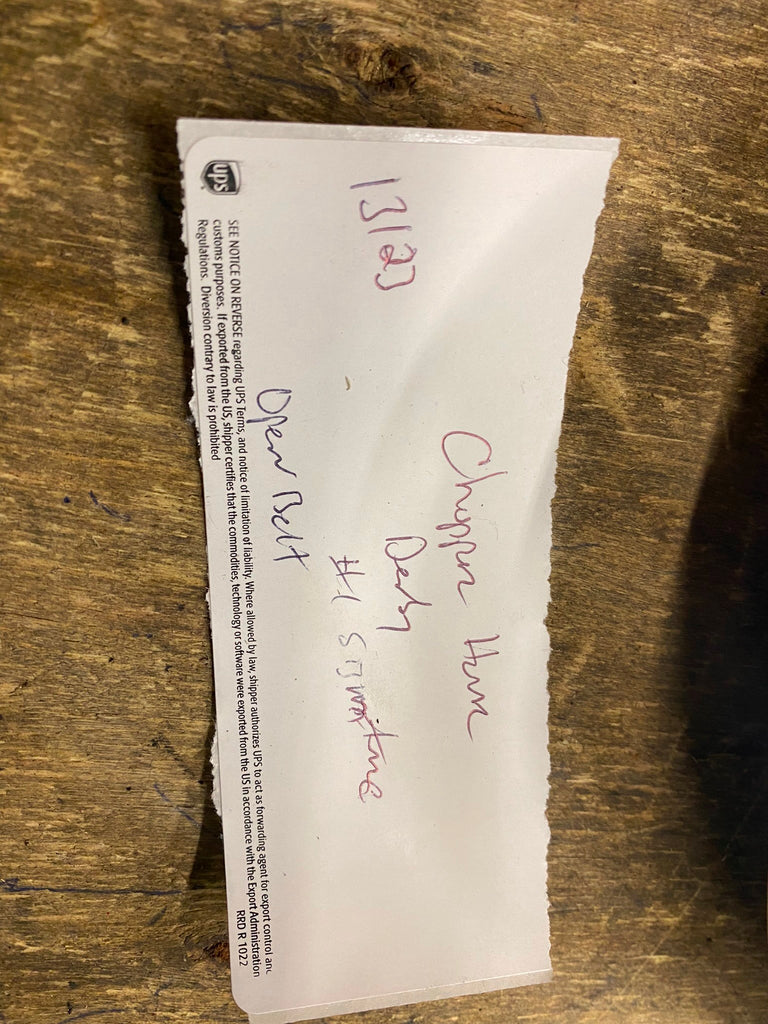 13123
Derby
#1
Open Belt
ups
SEE NOTICE ON REVERSE regarding UPS Terms, and notice of limitation of liability. Where allowed by law, shipper authorizes UPS to act as forwarding agent for export control and
customs purposes. If exported from the US, shipper certifies that the commodities, technology or software were exported from the US in accordance with the Export Administration
Regulations. Diversion contrary to law is prohibited
RRD R 1022